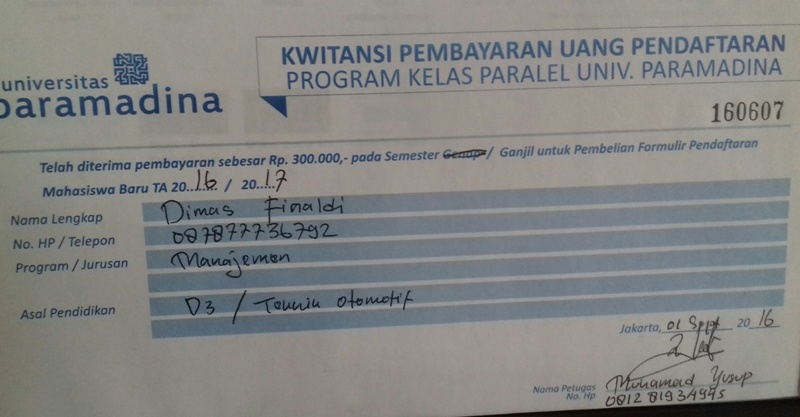 universitas
paramadina
KWITANSI PEMBAYARAN UANG PENDAFTARAN
PROGRAM KELAS PARALEL UNIV. PARAMADINA
160607
Telah diterima pembayaran sebesar Rp. 300.000,- pada Semester Genap / Ganjil untuk Pembelian Formulir Pendaftaran
Mahasiswa Baru TA 20..16 / 20..17
Nama Lengkap Dimas Finaldi
No. HP / Telepon 087877736792
Program / Jurusan Manajemen
Asal Pendidikan D3 / Otomotif
Jakarta, 01 Sept 2016
Nama Petugas Muhamad Yusup
No. Hp 081281934945